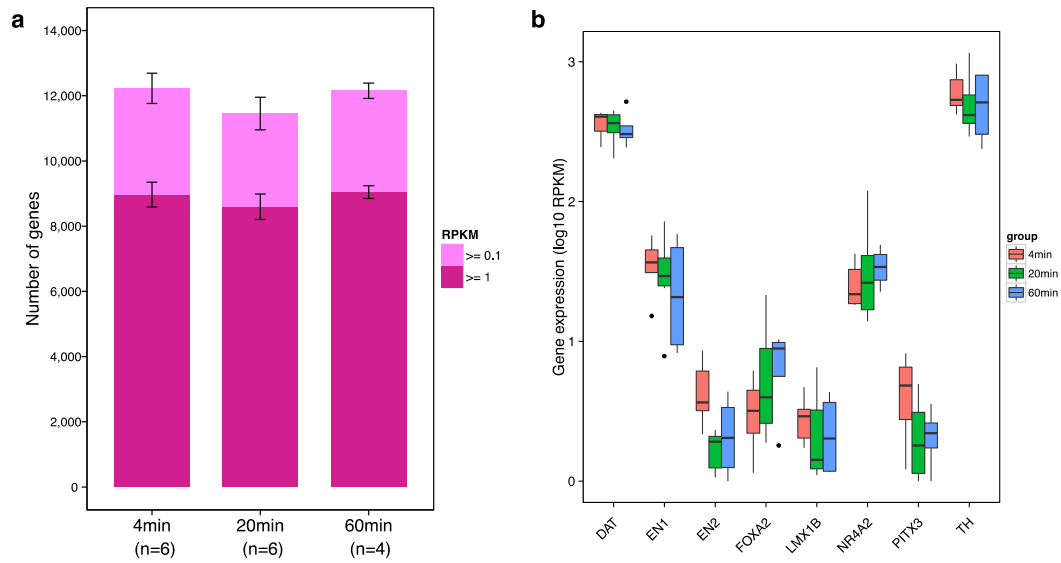 a
Number of genes
14,000
12,000
10,000
8,000
6,000
4,000
2,000
0
4min
(n=6)
20min
(n=6)
60min
(n=4)
RPKM
>= 0.1
>= 1
b
Gene expression (log10 RPKM)
3
2
1
0
DAT
EN1
EN2
FOXA2
LMX1B
NR4A2
PITX3
TH
group
4min
20min
60min